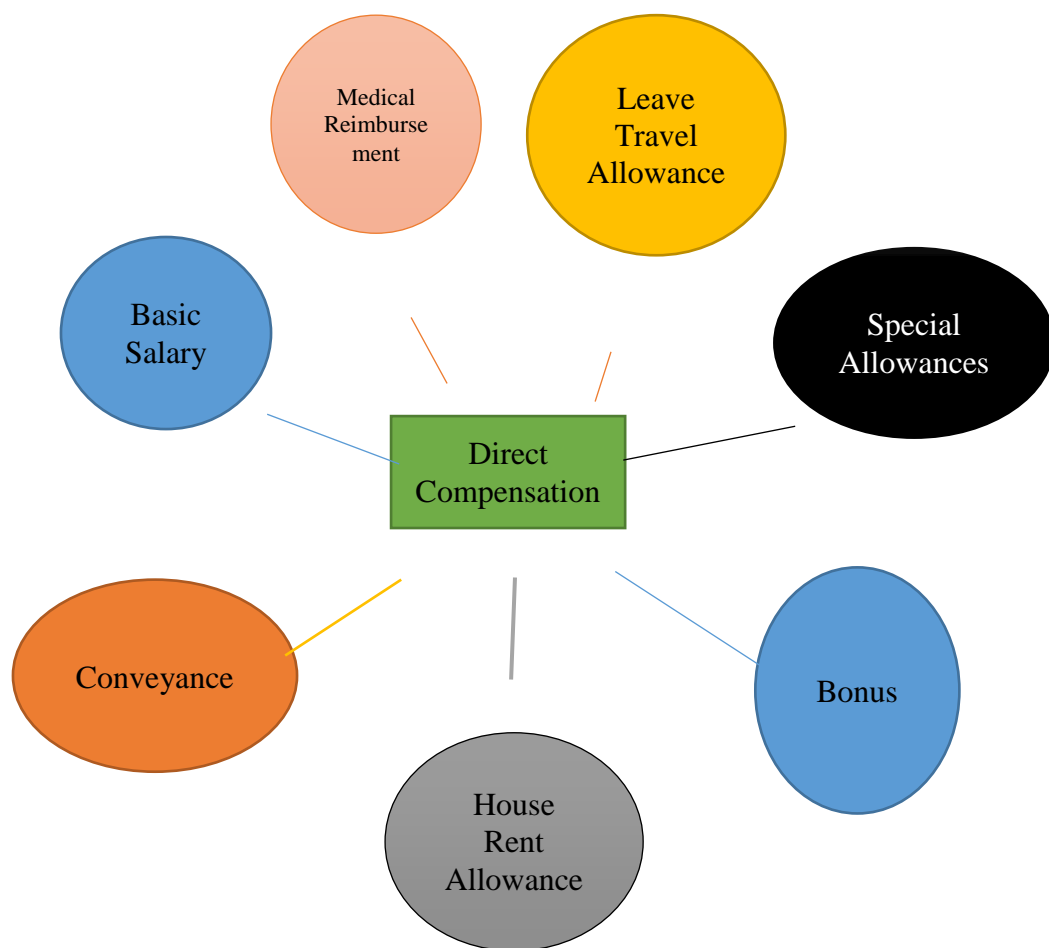 Medical
Reimburse
ment
Leave
Travel
Allowance
Basic
Salary
Special
Allowances
Direct
Compensation
Conveyance
Bonus
House
Rent
Allowance